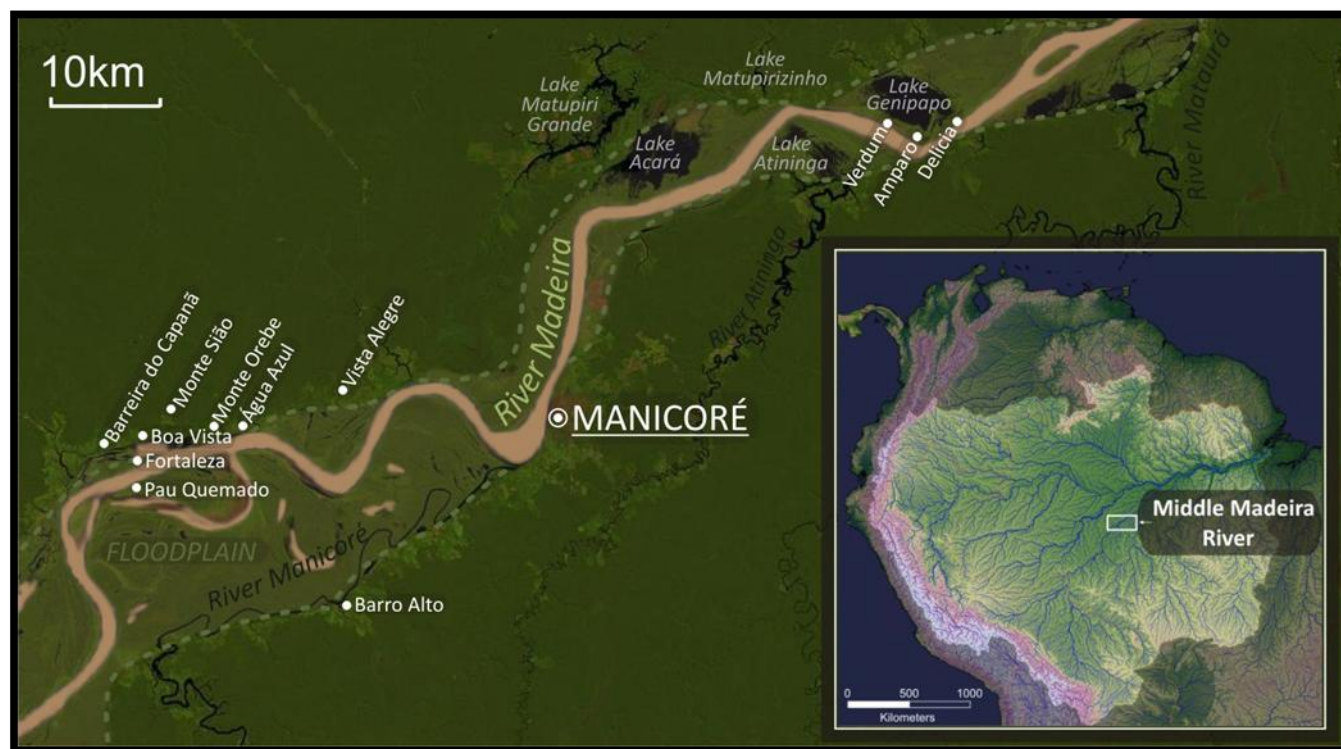 10km
Lake
Matupiri
Grande
Lake
Matupirizinho
Lake
Genipapo
Lake
Acará
Lake
Atininga
Verdum
Amparo
Delicia
River Mataurá
River Atininga
River Madeira
Barreira do Capanã
Monte Sião
Monte Orebe
Água Azul
Vista Alegre
MANICORÉ
Boa Vista
Fortaleza
Pau Quemado
FLOODPLAIN
River Manicoré
Barro Alto
Middle Madeira
River
0 500 1000
Kilometers